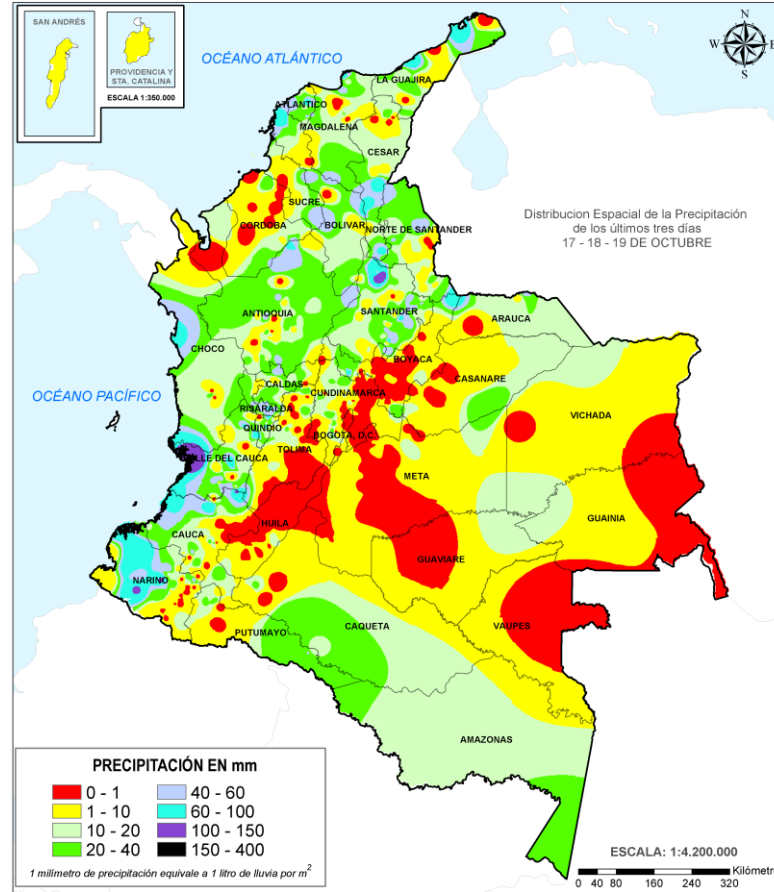 SAN ANDRÉS
PROVIDENCIA Y
STA. CATALINA
ESCALA 1:350.000
OCÉANO ATLÁNTICO
N
W
E
S
LA GUAJIRA
ATLANTICO
MAGDALENA
CESAR
SUCRE
CORDOBA
BOLIVAR
NORTE DE SANTANDER
Distribucion Espacial de la Precipitación
de los últimos tres días
17 - 18 - 19 DE OCTUBRE
ANTIOQUIA
SANTANDER
ARAUCA
CHOCO
BOYACA
CASANARE
OCÉANO PACÍFICO
CALDAS
CUNDINAMARCA
VICHADA
RISARALDA
QUINDIO
BOGOTA, D.C.
TOLIMA
LLE DEL CAUCA
META
GUAINIA
HUILA
CAUCA
GUAVIARE
NARINO
VAUPES
PUTUMAYO
CAQUETA
AMAZONAS
PRECIPITACIÓN EN mm
0 - 1
40 - 60
1 - 10
60 - 100
10 - 20
100 - 150
20 - 40
150 - 400
1 milímetro de precipitación equivale a 1 litro de lluvia por m²
ESCALA: 1:4.200.000
Kilómetr
0 40 80 160 240 320